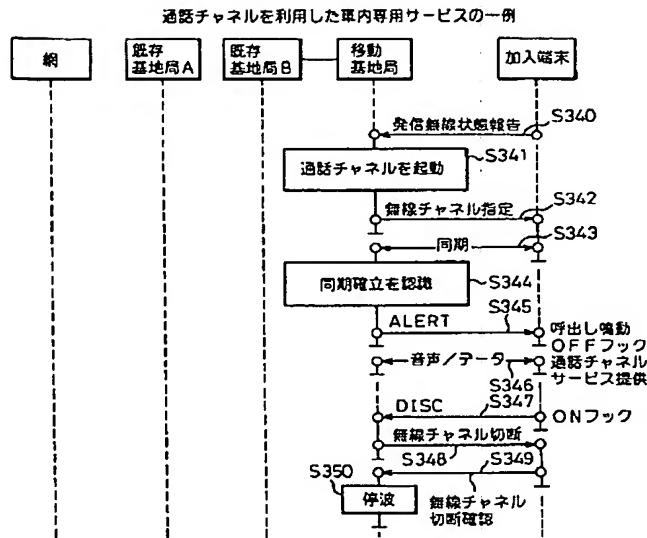 通話チャネルを利用した車内専用サービスの一例
網
既存
基地局A
既存
基地局B
移動
基地局
加入端末
発信無線状態報告
S340
通話チャネルを起動
S341
無線チャネル指定
S342
同期
S343
同期確立を認識
S344
ALERT
S345
呼出し鳴動
OFFフック
音声/データ
S346
通話チャネル
サービス提供
DISC
S347
ONフック
無線チャネル切断
S348
S349
S350
停波
無線チャネル
切断確認